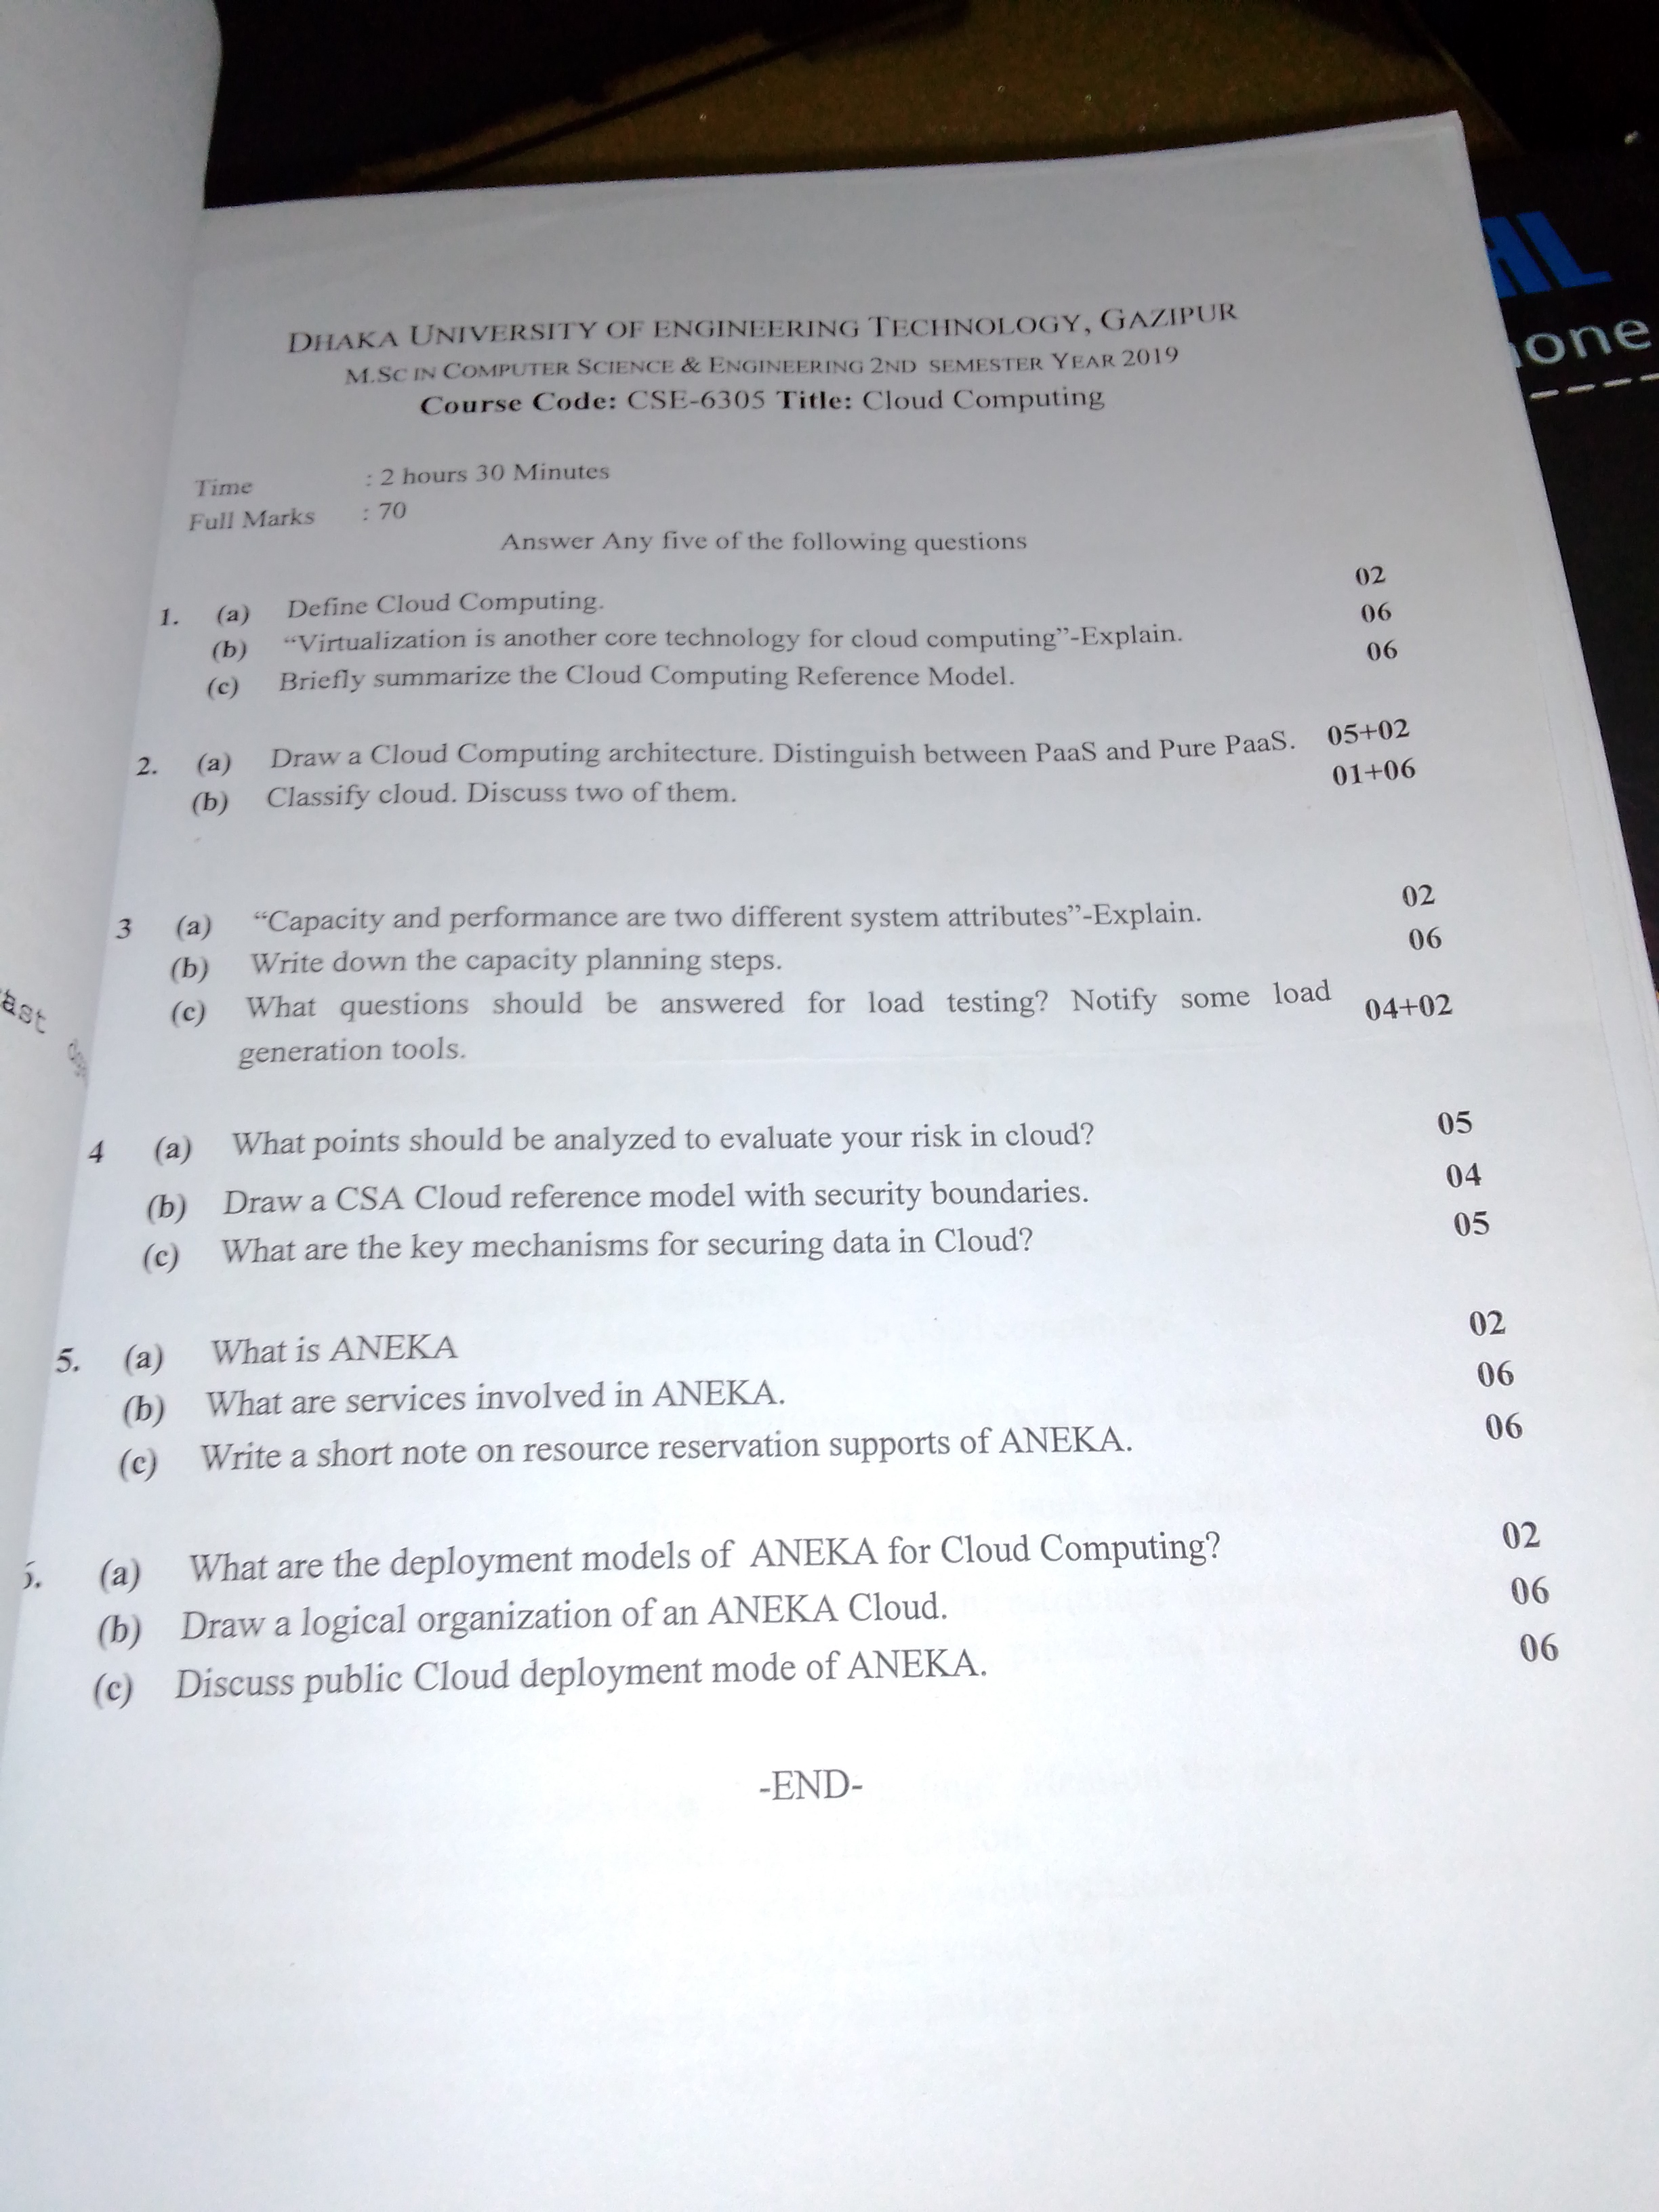 DHAKA UNIVERSITY OF ENGINEERING TECHNOLOGY, GAZIPUR
M.SC IN COMPUTER SCIENCE & ENGINEERING 2ND SEMESTER YEAR 2019
Course Code: CSE-6305 Title: Cloud Computing
Time : 2 hours 30 Minutes
Full Marks : 70
Answer Any five of the following questions
1. (a) Define Cloud Computing. 02
(b) “Virtualization is another core technology for cloud computing”-Explain. 06
(c) Briefly summarize the Cloud Computing Reference Model. 06
2. (a) Draw a Cloud Computing architecture. Distinguish between PaaS and Pure PaaS. 05+02
(b) Classify cloud. Discuss two of them. 01+06
3 (a) “Capacity and performance are two different system attributes”-Explain. 02
(b) Write down the capacity planning steps. 06
(c) What questions should be answered for load testing? Notify some load 04+02
generation tools.
4 (a) What points should be analyzed to evaluate your risk in cloud? 05
(b) Draw a CSA Cloud reference model with security boundaries. 04
(c) What are the key mechanisms for securing data in Cloud? 05
5. (a) What is ANEKA 02
(b) What are services involved in ANEKA. 06
(c) Write a short note on resource reservation supports of ANEKA. 06
(a) What are the deployment models of ANEKA for Cloud Computing? 02
(b) Draw a logical organization of an ANEKA Cloud. 06
(c) Discuss public Cloud deployment mode of ANEKA. 06
-END-